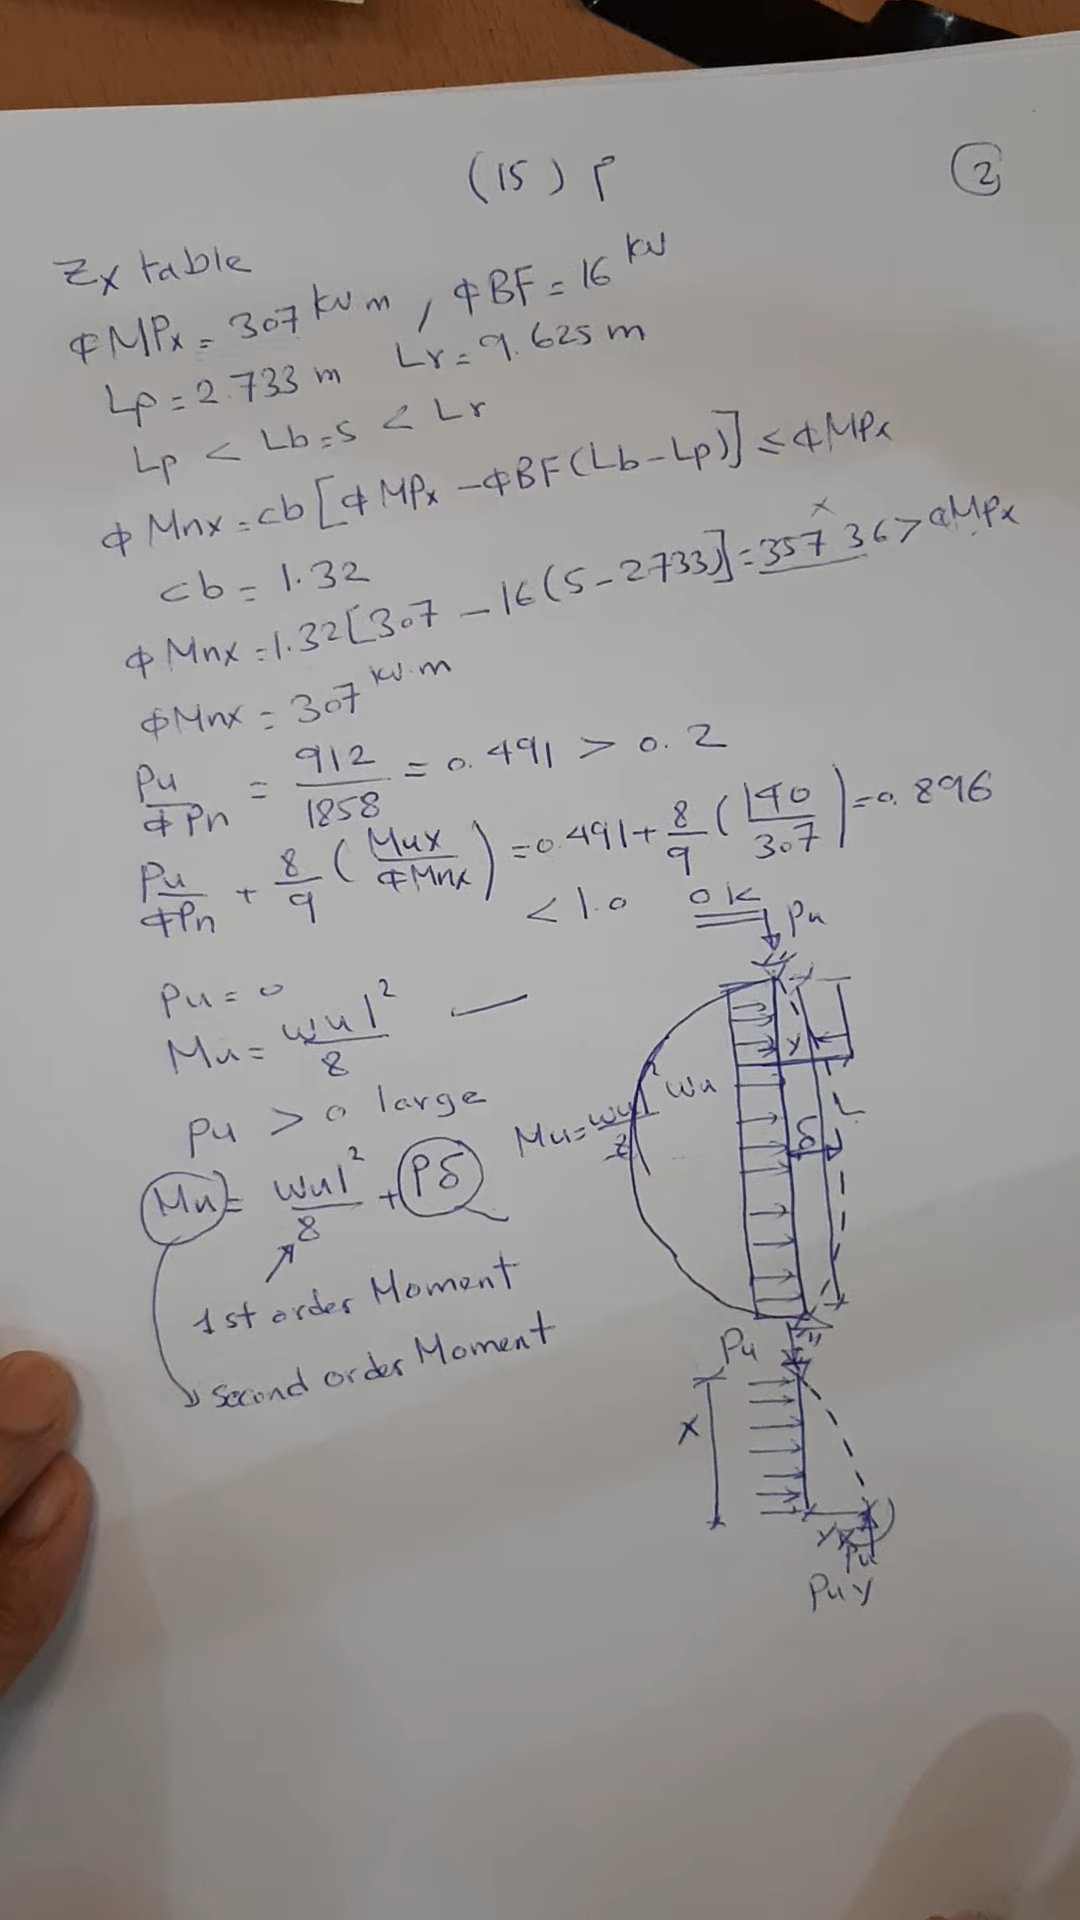 (15) م
②
Zx table
ϕMPx = 307 kN m , ϕBF = 16 kN
Lp = 2.733 m Lr = 9.625 m
Lp < Lb=5 < Lr
ϕ Mnx = cb [ϕ MPx - ϕBF (Lb - Lp)] ≤ ϕMPx
cb = 1.32
ϕ Mnx = 1.32 [307 - 16 (5 - 2733)] = 357 36 > ϕMPx
x
ϕMnx = 307 kN.m
Pu/ϕPn = 912/1858 = 0.491 > 0.2
Pu/ϕPn + 8/9 (Mux/ϕMnx) = 0.491 + 8/9 (140/307) = 0.896
< 1.0 OK
Pu
Pu = 0
Mu = wul²/8
Pu > 0 large
Mu = wul²/8
wu
Y
δ
L
Mu = wul²/8 + Pδ
1st order Moment
second order Moment
Pu
x
Y
Pu
Pu Y